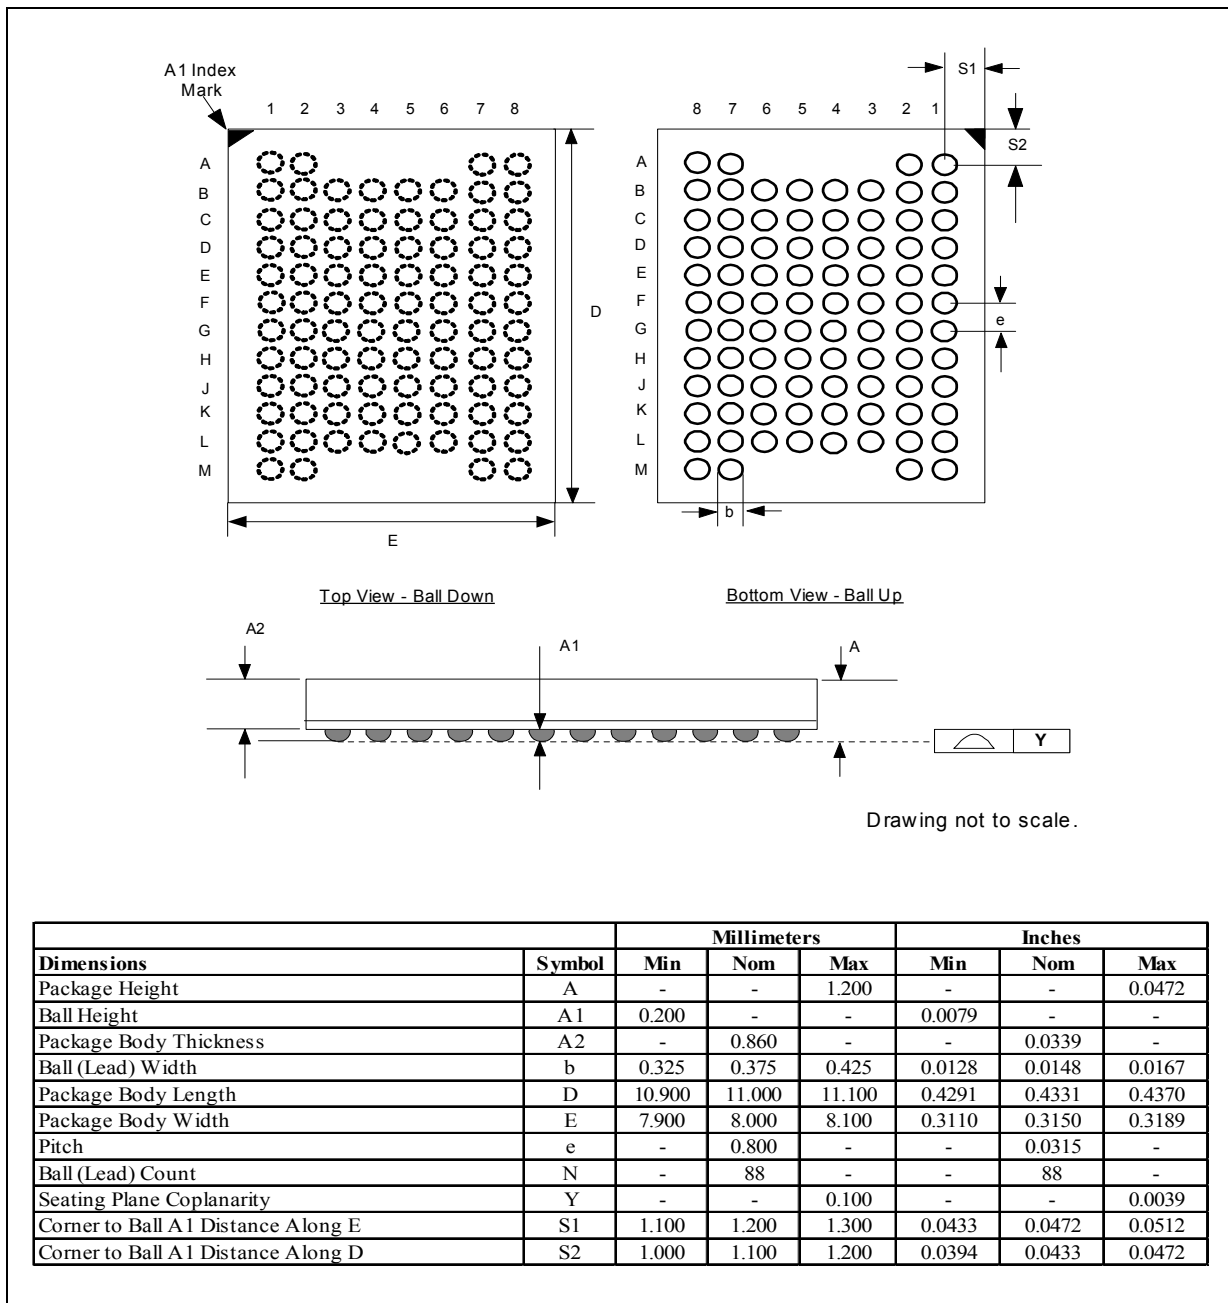 A1 Index
Mark
1 2 3 4 5 6 7 8
A
B
C
D
E
F
G
H
J
K
L
M
D
E
8 7 6 5 4 3 2 1
S1
S2
A
B
C
D
E
F
G
H
J
K
L
M
e
b
Top View - Ball Down
Bottom View - Ball Up
A2
A1
A
Y
Drawing not to scale.
Millimeters Inches
Dimensions Symbol Min Nom Max Min Nom Max
Package Height A - - 1.200 - - 0.0472
Ball Height A1 0.200 - - 0.0079 - -
Package Body Thickness A2 - 0.860 - - 0.0339 -
Ball (Lead) Width b 0.325 0.375 0.425 0.0128 0.0148 0.0167
Package Body Length D 10.900 11.000 11.100 0.4291 0.4331 0.4370
Package Body Width E 7.900 8.000 8.100 0.3110 0.3150 0.3189
Pitch e - 0.800 - - 0.0315 -
Ball (Lead) Count N - 88 - - 88 -
Seating Plane Coplanarity Y - - 0.100 - - 0.0039
Corner to Ball A1 Distance Along E S1 1.100 1.200 1.300 0.0433 0.0472 0.0512
Corner to Ball A1 Distance Along D S2 1.000 1.100 1.200 0.0394 0.0433 0.0472